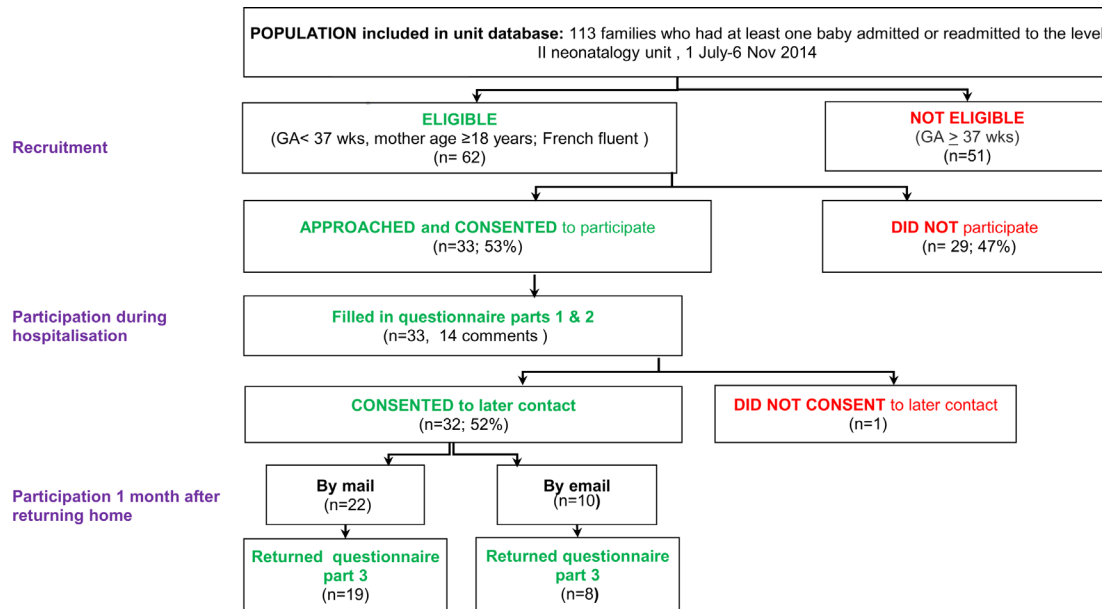 POPULATION included in unit database: 113 families who had at least one baby admitted or readmitted to the level
II neonatalogy unit , 1 July-6 Nov 2014
Recruitment
ELIGIBLE
(GA< 37 wks, mother age ≥18 years; French fluent )
(n= 62)
NOT ELIGIBLE
(GA ≥ 37 wks)
(n=51)
APPROACHED and CONSENTED to participate
(n=33; 53%)
DID NOT participate
(n= 29; 47%)
Participation during
hospitalisation
Filled in questionnaire parts 1 & 2
(n=33, 14 comments )
CONSENTED to later contact
(n=32; 52%)
DID NOT CONSENT to later contact
(n=1)
Participation 1 month after
returning home
By mail
(n=22)
By email
(n=10)
Returned questionnaire
part 3
(n=19)
Returned questionnaire
part 3
(n=8)